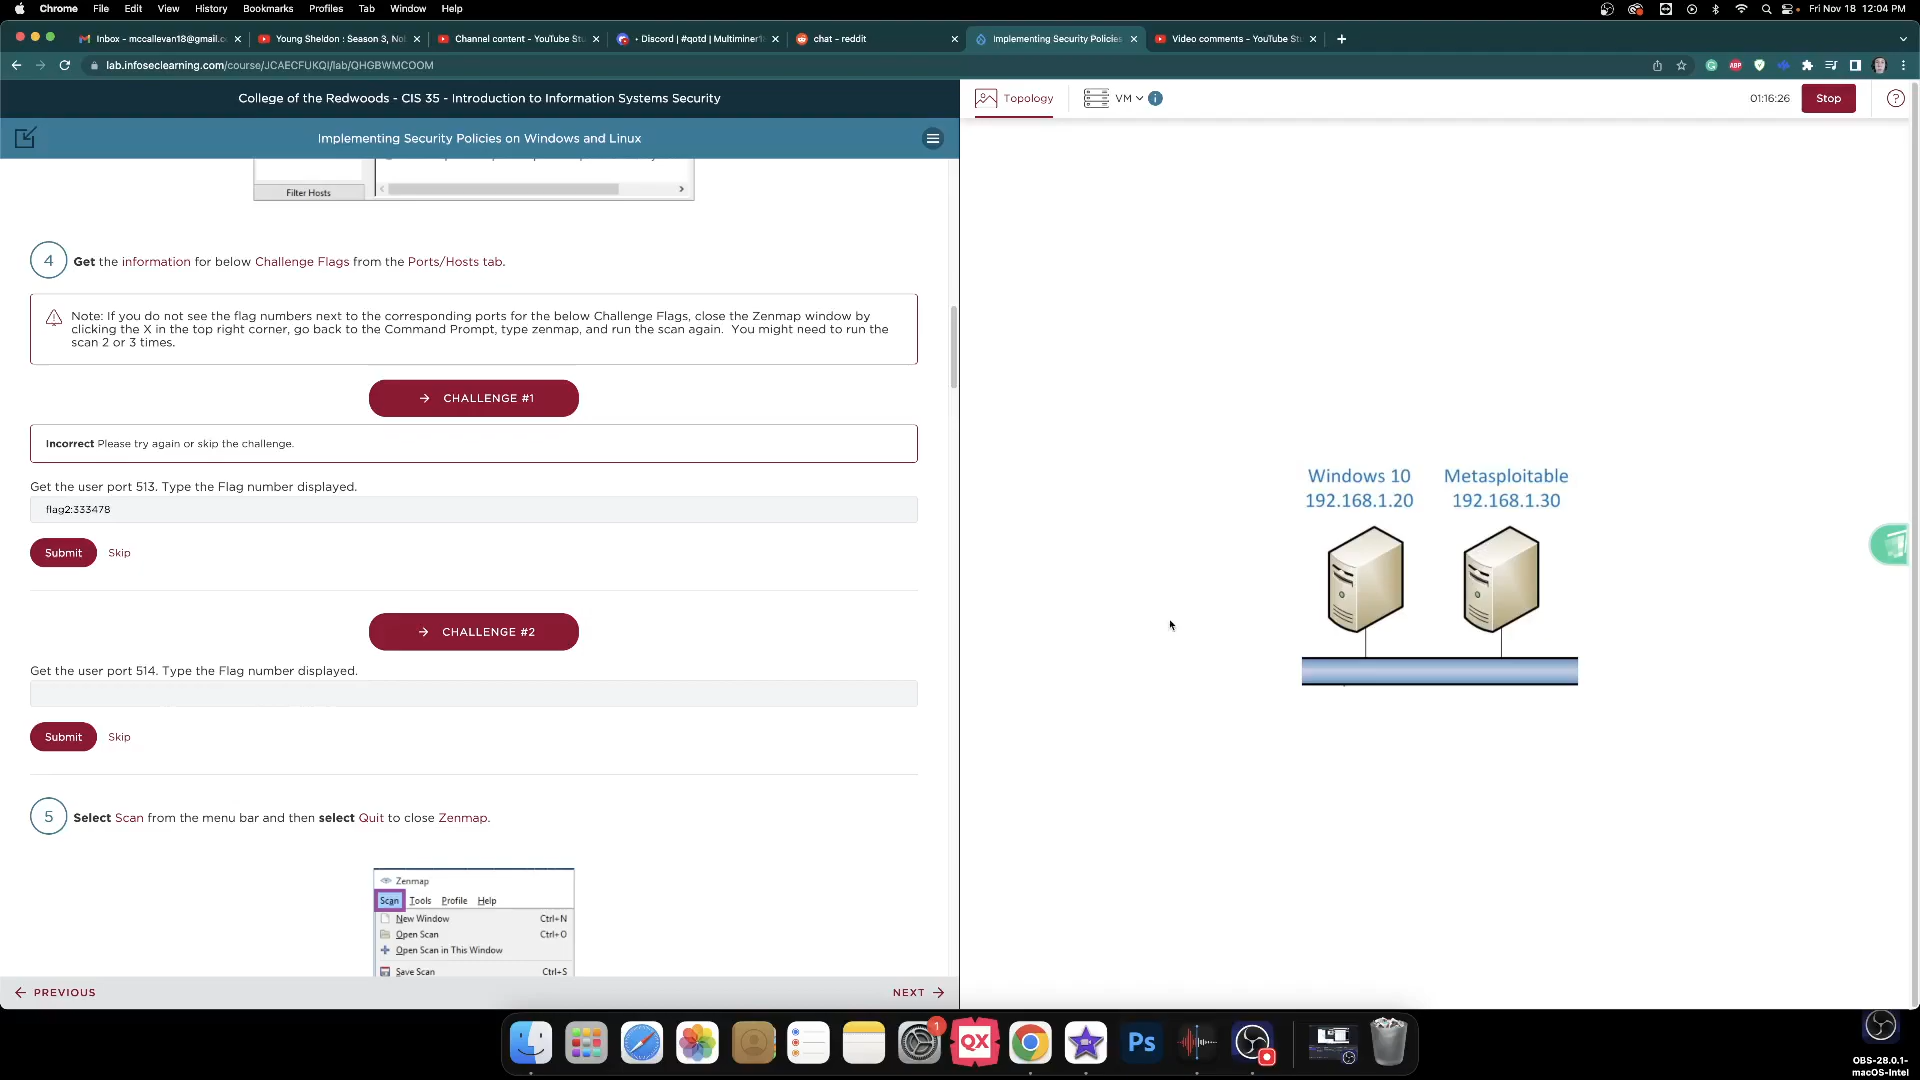 Chrome File Edit View History Bookmarks Profiles Tab Window Help
Fri Nov 18 12:04 PM
Inbox - mccallevan18@gmail.c
Young Sheldon : Season 3, No
Channel content - YouTube St
• Discord | #qotd | Multiminer1
chat - reddit
Implementing Security Policies
Video comments - YouTube St
lab.infoseclearning.com/course/JCAECFUKQI/lab/QHGBWMCOOM
ABP
College of the Redwoods - CIS 35 - Introduction to Information Systems Security
Topology
VM
01:16:26
Stop
Implementing Security Policies on Windows and Linux
Filter Hosts
4
Get the information for below Challenge Flags from the Ports/Hosts tab.
Note: If you do not see the flag numbers next to the corresponding ports for the below Challenge Flags, close the Zenmap window by
clicking the X in the top right corner, go back to the Command Prompt, type zenmap, and run the scan again. You might need to run the
scan 2 or 3 times.
CHALLENGE #1
Incorrect Please try again or skip the challenge.
Get the user port 513. Type the Flag number displayed.
flag2:333478
Submit Skip
CHALLENGE #2
Get the user port 514. Type the Flag number displayed.
Submit Skip
5
Select Scan from the menu bar and then select Quit to close Zenmap.
Zenmap
Scan Tools Profile Help
New Window Ctrl+N
Open Scan Ctrl+O
Open Scan in This Window
Save Scan Ctrl+S
PREVIOUS
NEXT
Windows 10
192.168.1.20
Metasploitable
192.168.1.30
1
QX
Ps
OBS-28.0.1-
macOS-Intel